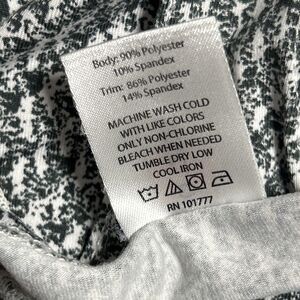 Body: 90% Polyester
10% Spandex
Trim: 86% Polyester
14% Spandex
MACHINE WASH COLD
WITH LIKE COLORS
ONLY NON-CHLORINE
BLEACH WHEN NEEDED
TUMBLE DRY LOW
COOL IRON
RN 101777